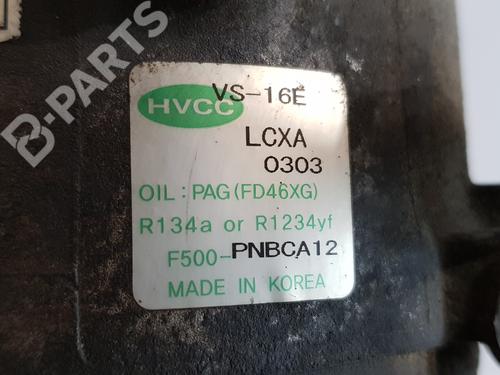 HVCC VS-16E
LCXA
0303
OIL : PAG (FD46XG)
R134a or R1234yf
F500-PNBCA12
MADE IN KOREA
B-PARTS